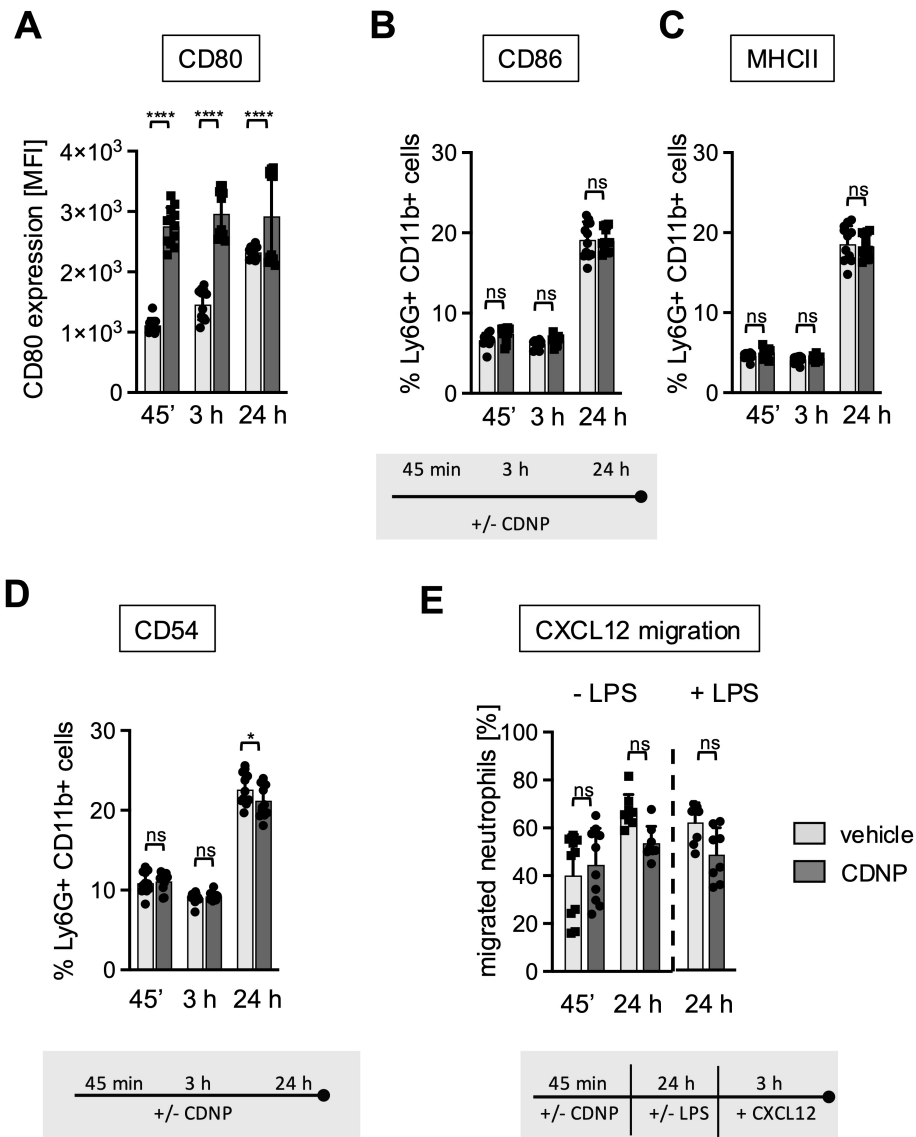 A
CD80
CD80 expression [MFI]
4×10³
3×10³
2×10³
1×10³
0
****
****
****
45’
3 h
24 h
B
CD86
% Ly6G+ CD11b+ cells
30
20
10
0
ns
ns
ns
45’
3 h
24 h
C
MHCII
% Ly6G+ CD11b+ cells
30
20
10
0
ns
ns
ns
45’
3 h
24 h
45 min
3 h
24 h
+/- CDNP
D
CD54
% Ly6G+ CD11b+ cells
30
20
10
0
ns
ns
*
45’
3 h
24 h
45 min
3 h
24 h
+/- CDNP
E
CXCL12 migration
- LPS
+ LPS
migrated neutrophils [%]
100
80
60
40
20
0
ns
ns
ns
45’
24 h
24 h
vehicle
CDNP
45 min
24 h
3 h
+/- CDNP
+/- LPS
+ CXCL12